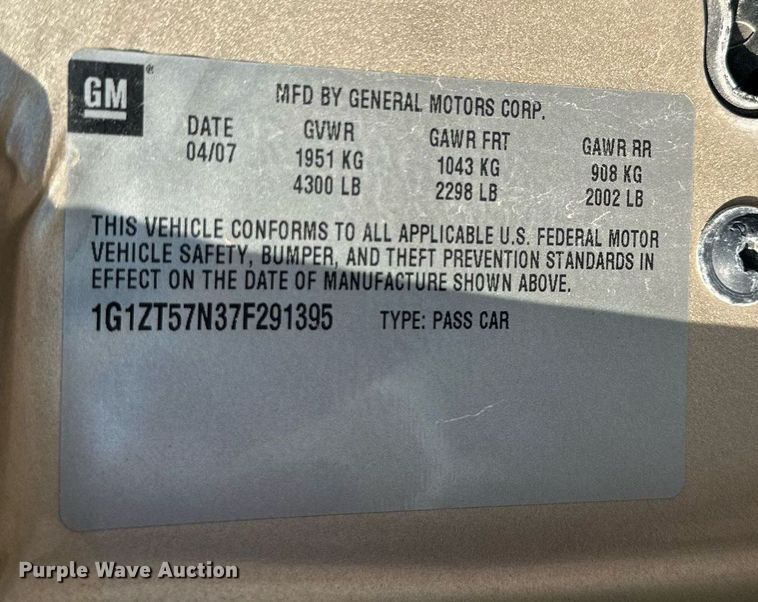 GM®
MFD BY GENERAL MOTORS CORP.
DATE GVWR GAWR FRT GAWR RR
04/07 1951 KG 1043 KG 908 KG
4300 LB 2298 LB 2002 LB
THIS VEHICLE CONFORMS TO ALL APPLICABLE U.S. FEDERAL MOTOR
VEHICLE SAFETY, BUMPER, AND THEFT PREVENTION STANDARDS IN
EFFECT ON THE DATE OF MANUFACTURE SHOWN ABOVE.
1G1ZT57N37F291395 TYPE: PASS CAR
Purple Wave Auction